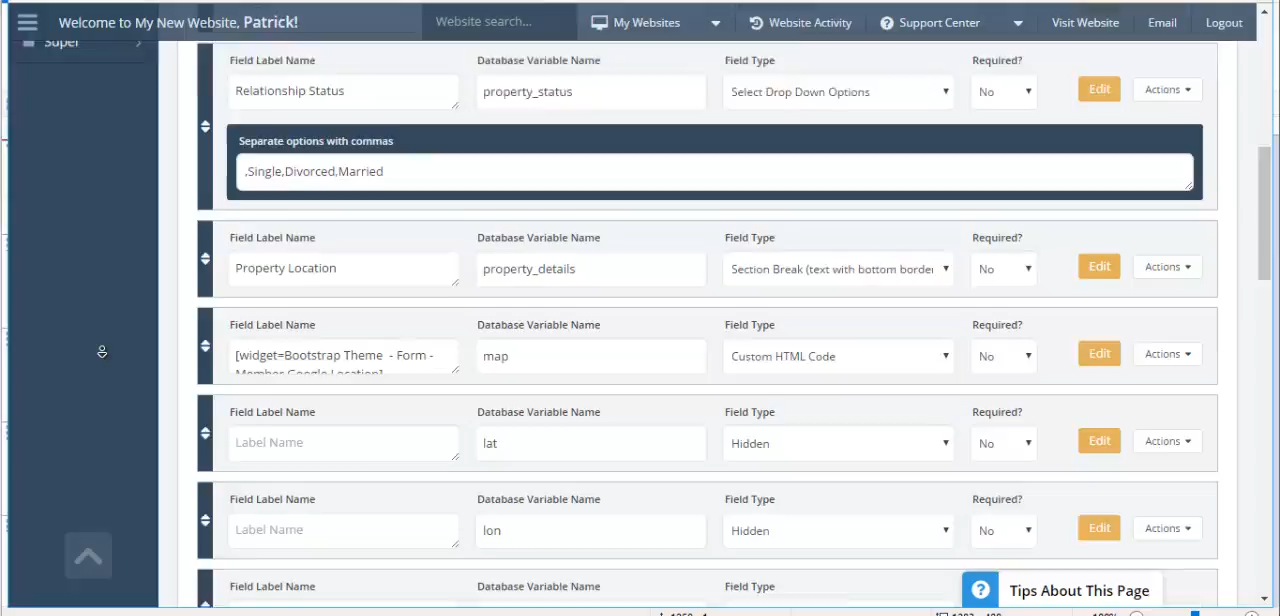 Welcome to My New Website, Patrick!
Website search...
My Websites
Website Activity
Support Center
Visit Website
Email
Logout
Super
Field Label Name Database Variable Name Field Type Required?
Relationship Status property_status Select Drop Down Options No Edit Actions
Separate options with commas
,Single,Divorced,Married
Field Label Name Database Variable Name Field Type Required?
Property Location property_details Section Break (text with bottom border No Edit Actions
Field Label Name Database Variable Name Field Type Required?
[widget=Bootstrap Theme - Form - map Custom HTML Code No Edit Actions
Member Google Location]
Field Label Name Database Variable Name Field Type Required?
Label Name lat Hidden No Edit Actions
Field Label Name Database Variable Name Field Type Required?
Label Name lon Hidden No Edit Actions
Field Label Name Database Variable Name Field Type
Tips About This Page